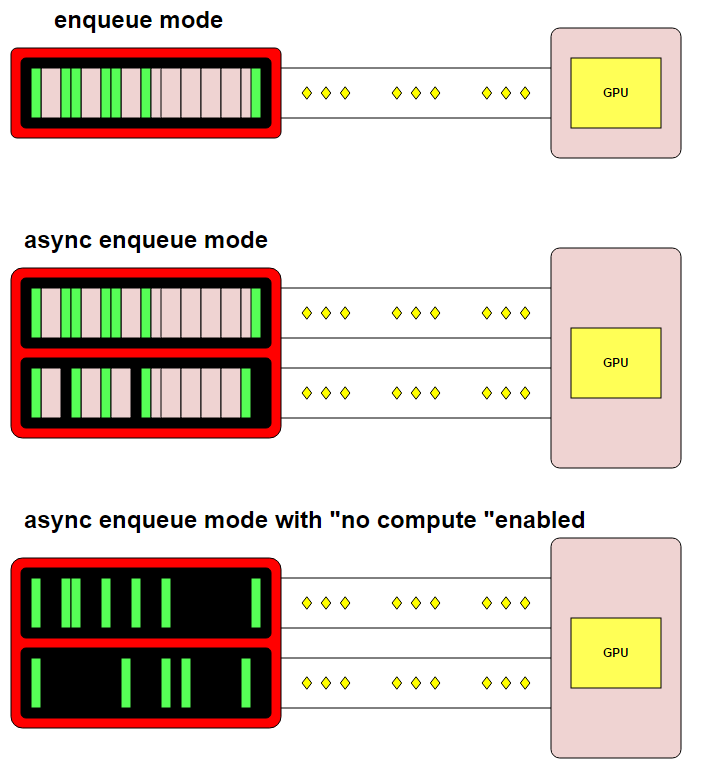 enqueue mode
GPU
async enqueue mode
GPU
async enqueue mode with "no compute "enabled
GPU